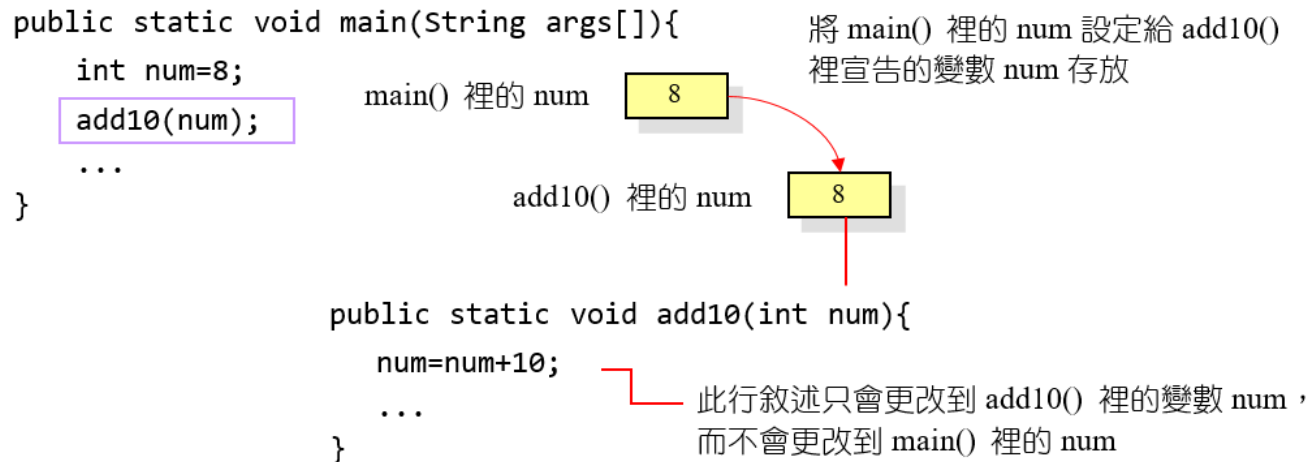 public static void main(String args[]){
將 main() 裡的 num 設定給 add10()
裡宣告的變數 num 存放
int num=8;
main() 裡的 num
8
add10(num);
...
}
add10() 裡的 num
8
public static void add10(int num){
num=num+10;
...
此行敘述只會更改到 add10() 裡的變數 num，
而不會更改到 main() 裡的 num
}